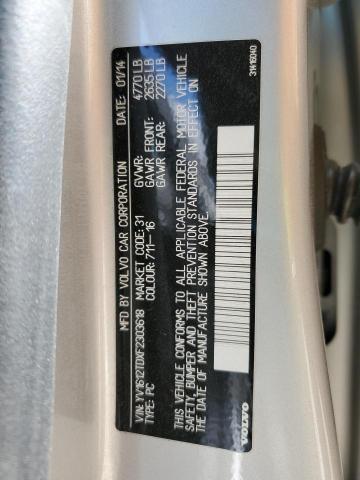 MFD BY VOLVO CAR CORPORATION DATE: 01/14
VIN: YV1612TDXF2303618 MARKET CODE: 31 GVWR: 4770 LB
TYPE: PC COLOUR: 711--16 GAWR FRONT: 2635 LB
GAWR REAR: 2270 LB
THIS VEHICLE CONFORMS TO ALL APPLICABLE FEDERAL MOTOR VEHICLE
SAFETY, BUMPER AND THEFT PREVENTION STANDARDS IN EFFECT ON
THE DATE OF MANUFACTURE SHOWN ABOVE.
VOLVO
31416040